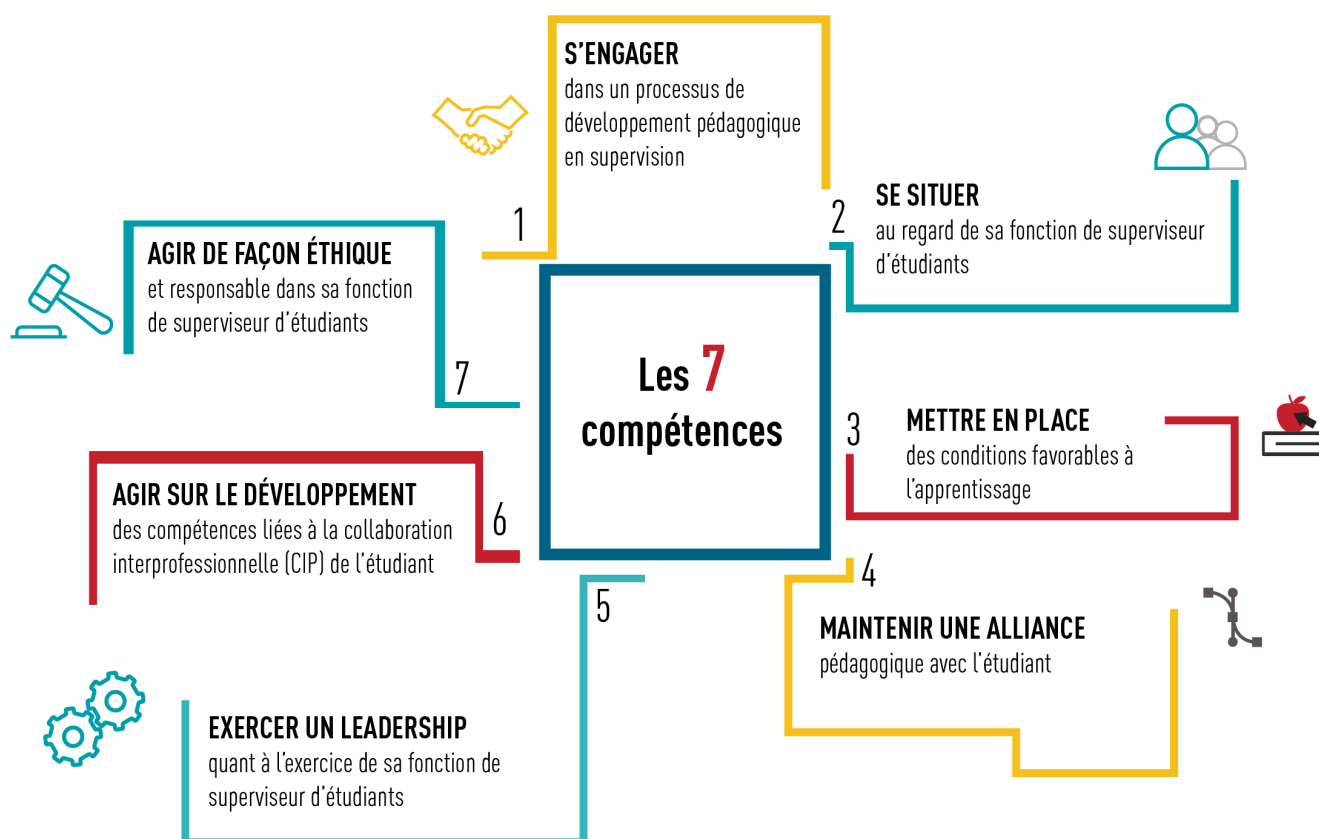 Les 7
compétences
1
S'ENGAGER
dans un processus de
développement pédagogique
en supervision
2
SE SITUER
au regard de sa fonction de superviseur
d'étudiants
3
METTRE EN PLACE
des conditions favorables à
l'apprentissage
4
MAINTENIR UNE ALLIANCE
pédagogique avec l'étudiant
5
EXERCER UN LEADERSHIP
quant à l'exercice de sa fonction de
superviseur d'étudiants
6
AGIR SUR LE DÉVELOPPEMENT
des compétences liées à la collaboration
interprofessionnelle (CIP) de l'étudiant
7
AGIR DE FAÇON ÉTHIQUE
et responsable dans sa fonction
de superviseur d'étudiants